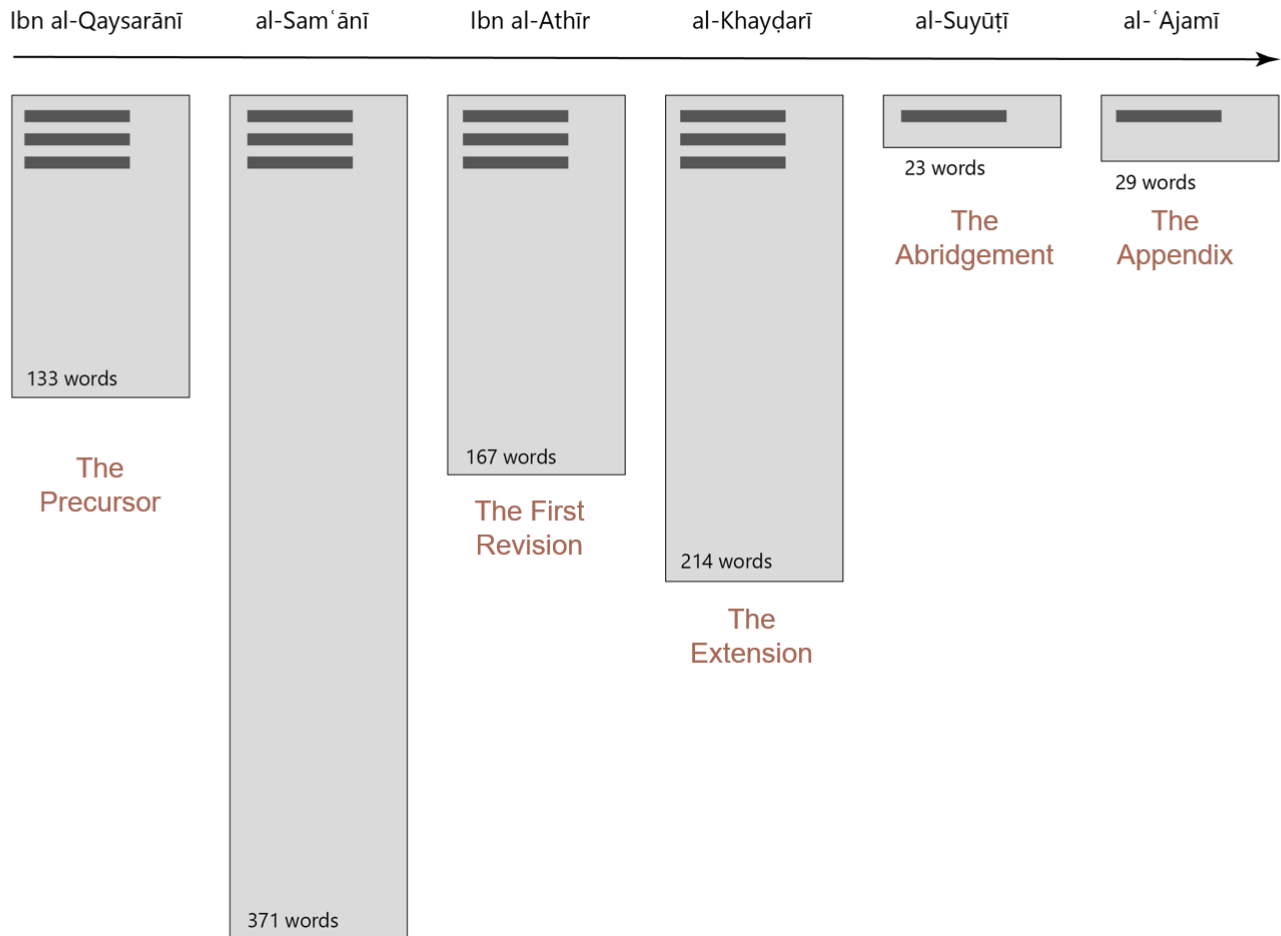 Ibn al-Qaysarānī
al-Samʿānī
Ibn al-Athīr
al-Khayḍarī
al-Suyūṭī
al-ʿAjamī
133 words
The
Precursor
371 words
167 words
The First
Revision
214 words
The
Extension
23 words
The
Abridgement
29 words
The
Appendix